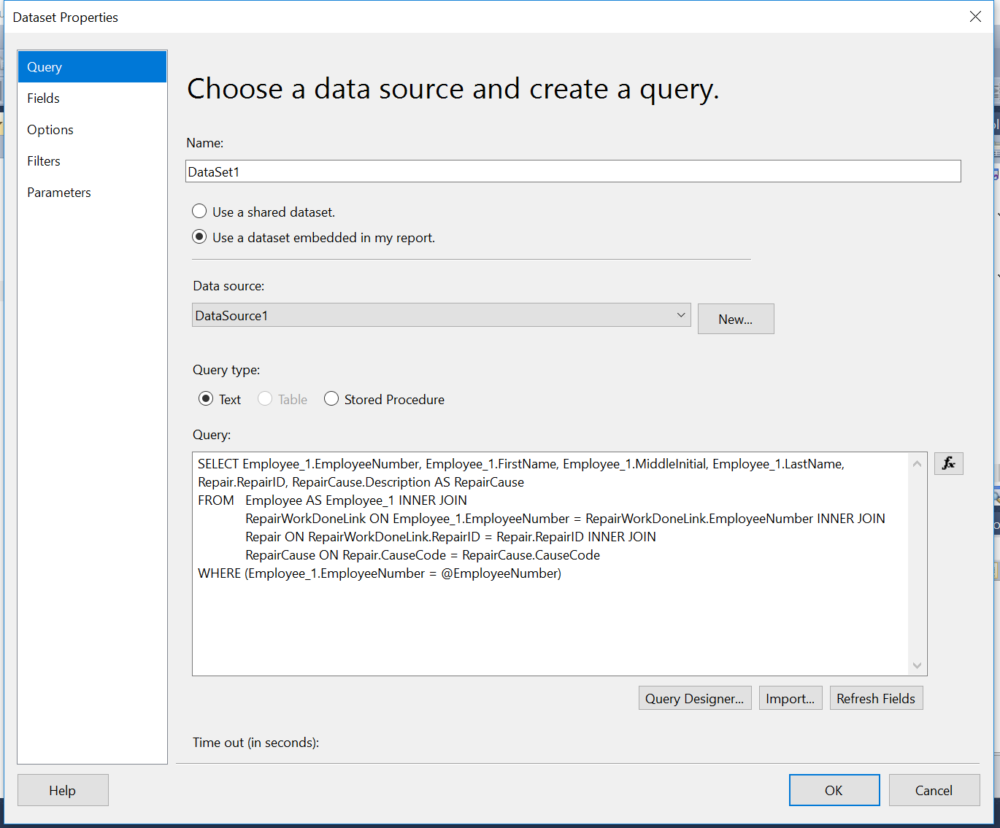 Dataset Properties
Query
Fields
Options
Filters
Parameters
Choose a data source and create a query.
Name:
DataSet1
Use a shared dataset.
Use a dataset embedded in my report.
Data source:
DataSource1
New...
Query type:
Text Table Stored Procedure
Query:
SELECT Employee_1.EmployeeNumber, Employee_1.FirstName, Employee_1.MiddleInitial, Employee_1.LastName,
Repair.RepairID, RepairCause.Description AS RepairCause
FROM Employee AS Employee_1 INNER JOIN
RepairWorkDoneLink ON Employee_1.EmployeeNumber = RepairWorkDoneLink.EmployeeNumber INNER JOIN
Repair ON RepairWorkDoneLink.RepairID = Repair.RepairID INNER JOIN
RepairCause ON Repair.CauseCode = RepairCause.CauseCode
WHERE (Employee_1.EmployeeNumber = @EmployeeNumber)
fx
Query Designer... Import... Refresh Fields
Time out (in seconds):
Help OK Cancel